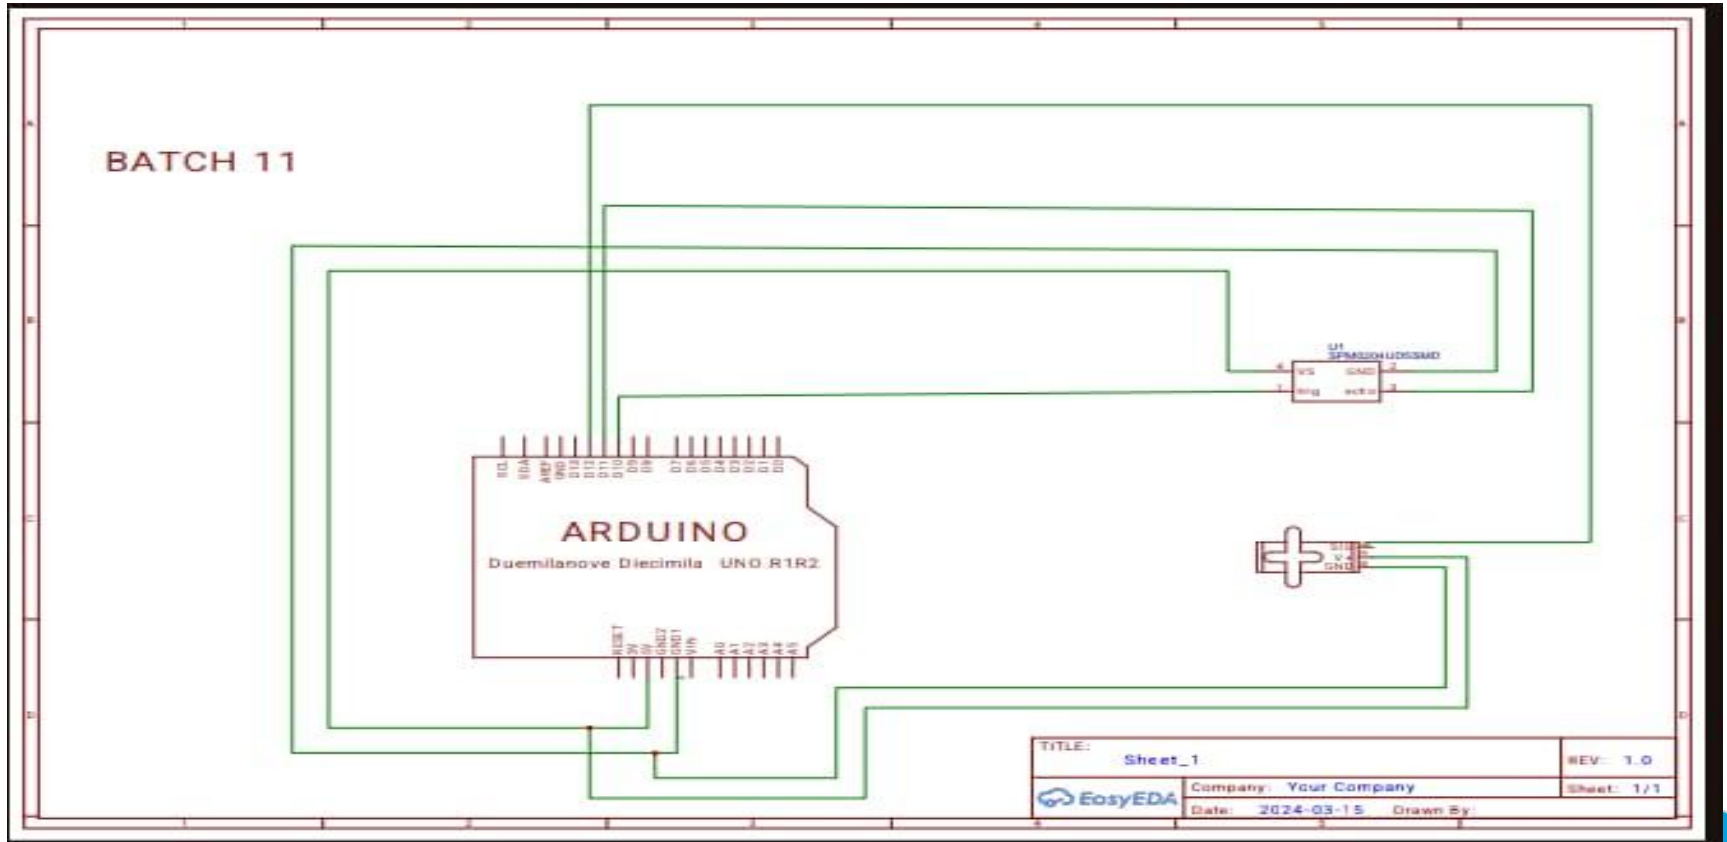 BATCH 11
U1
VS
GND
trig
echo
SCL
SDA
AREF
GND
D13
D12
D11
D10
D9
D8
D7
D6
D5
D4
D3
D2
D1
D0
ARDUINO
Duemilanove Diecimila UNO R1R2
SIG
V+
GND
RESET
3V
5V
GND2
GND1
VIN
A0
A1
A2
A3
A4
A5
TITLE:
Sheet_1
REV: 1.0
EasyEDA
Company: Your Company
Sheet: 1/1
Date: 2024-03-15 Drawn By: